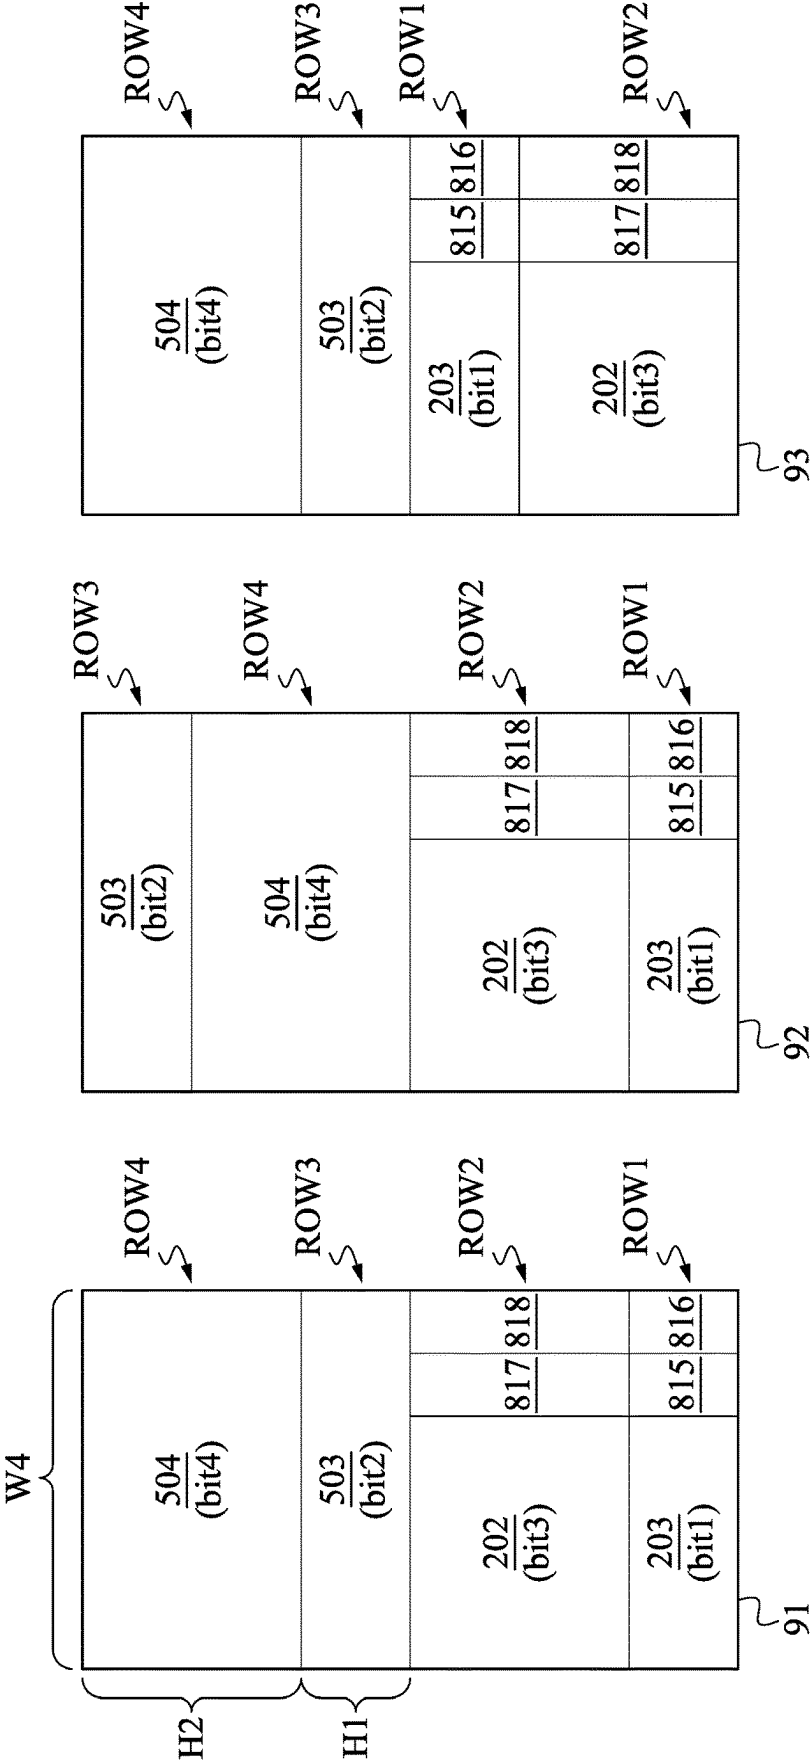 W4
H2
H1
504
(bit4)
ROW4
503
(bit2)
ROW3
202
(bit3)
817
818
ROW2
203
(bit1)
815
816
ROW1
91
503
(bit2)
ROW3
504
(bit4)
ROW4
202
(bit3)
817
818
ROW2
203
(bit1)
815
816
ROW1
92
504
(bit4)
ROW4
503
(bit2)
ROW3
203
(bit1)
815
816
ROW1
202
(bit3)
817
818
ROW2
93